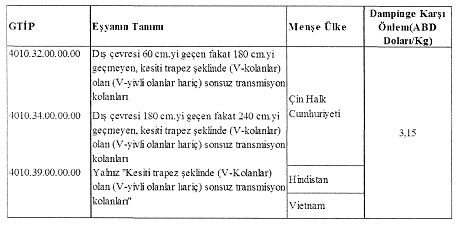 GTİP
Eşyanın Tanımı
Menşe Ülke
Dampinge Karşı
Önlem(ABD
Doları/Kg)
4010.32.00.00.00
Dış çevresi 60 cm.yi geçen fakat 180 cm.yi
geçmeyen, kesiti trapez şeklinde (V-kolanlar)
olan (V-yivli olanlar hariç) sonsuz transmisyon
kolanları
4010.34.00.00.00
Dış çevresi 180 cm.yi geçen fakat 240 cm.yi
geçmeyen, kesiti trapez şeklinde (V-kolanlar)
olan (V-yivli olanlar hariç) sonsuz transmisyon
kolanları
4010.39.00.00.00
Yalnız "Kesiti trapez şeklinde (V-Kolanlar)
olan (V-yivli olanlar hariç) sonsuz transmisyon
kolanları"
Çin Halk
Cumhuriyeti
Hindistan
Vietnam
3,15